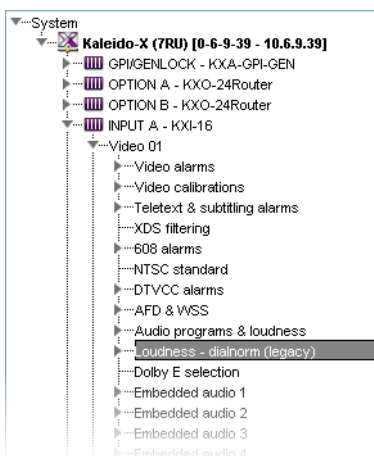 System
Kaleido-X (7RU) [0-6-9-39 - 10.6.9.39]
GPI/GENLOCK - KXA-GPI-GEN
OPTION A - KXO-24Router
OPTION B - KXO-24Router
INPUT A - KXI-16
Video 01
Video alarms
Video calibrations
Teletext & subtitling alarms
XDS filtering
608 alarms
NTSC standard
DTVCC alarms
AFD & WSS
Audio programs & loudness
Loudness - dialnorm (legacy)
Dolby E selection
Embedded audio 1
Embedded audio 2
Embedded audio 3
Embedded audio 4